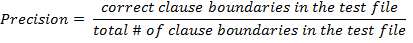 Precision = correct clause boundaries in the test file
total # of clause boundaries in the test file